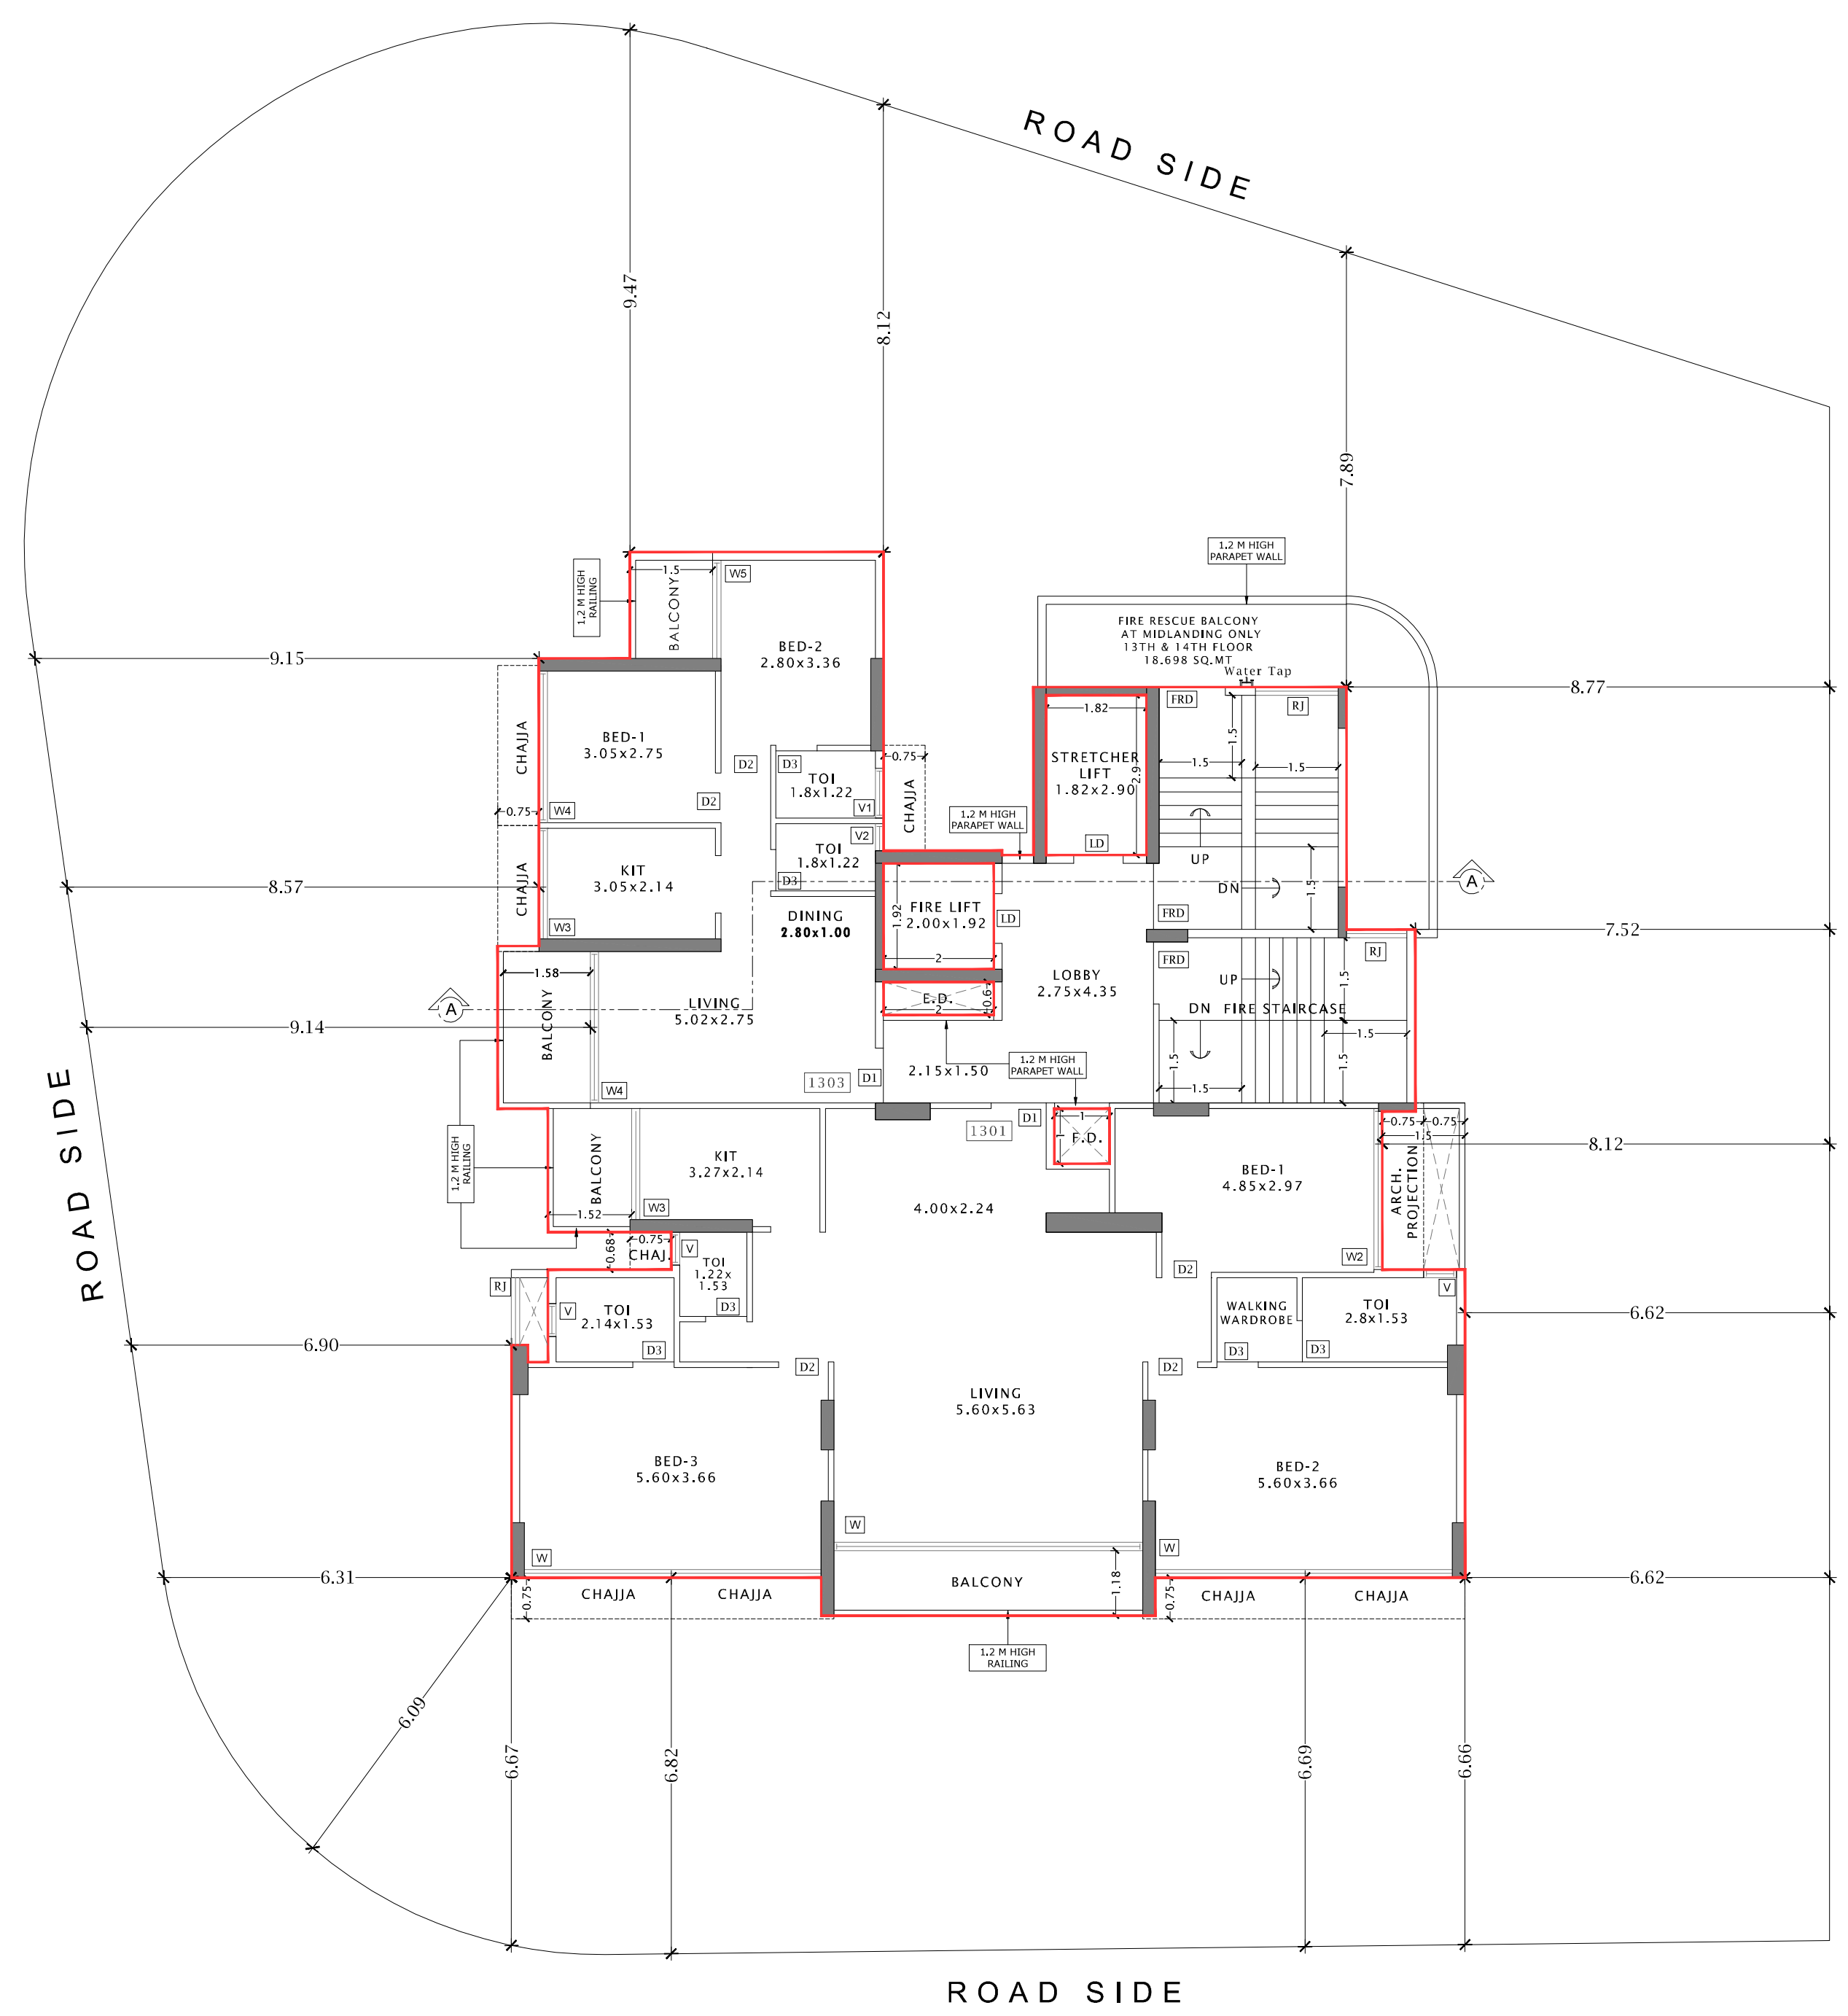 ROAD SIDE
9.47
8.12
7.89
1.2 M HIGH
PARAPET WALL
1.2 M HIGH
RAILING
1.5
BALCONY
W5
BED-2
2.80x3.36
FIRE RESCUE BALCONY
AT MIDLANDING ONLY
13TH & 14TH FLOOR
18.698 SQ.MT
Water Tap
9.15
8.77
CHAJJA
BED-1
3.05x2.75
D2
D2
D3
TOI
1.8x1.22
V1
0.75
CHAJJA
1.82
STRETCHER
LIFT
1.82x2.90
2.9
LD
FRD
RJ
1.5
1.5
1.5
UP
0.75
W4
1.2 M HIGH
PARAPET WALL
V2
TOI
1.8x1.22
D3
CHAJJA
KIT
3.05x2.14
W3
8.57
A
DN
1.5
DINING
2.80x1.00
1.92
FIRE LIFT
2.00x1.92
LD
2
FRD
7.52
1.58
BALCONY
LIVING
5.02x2.75
A
E.D.
0.6
2
LOBBY
2.75x4.35
FRD
RJ
UP
1.5
DN FIRE STAIRCASE
1.5
1.5
1.5
1.5
9.14
1.2 M HIGH
PARAPET WALL
2.15x1.50
W4
1303
D1
ROAD SIDE
1.2 M HIGH
RAILING
BALCONY
1.52
KIT
3.27x2.14
W3
1301
D1
1
1
E.D.
BED-1
4.85x2.97
0.75
0.75
1.5
ARCH.
PROJECTION
8.12
4.00x2.24
W2
0.68
0.75
CHAJ.
V
TOI
1.22x
1.53
D3
D2
RJ
V
TOI
2.14x1.53
D3
WALKING
WARDROBE
D3
TOI
2.8x1.53
V
D3
6.62
6.90
D2
D2
LIVING
5.60x5.63
BED-3
5.60x3.66
BED-2
5.60x3.66
W
W
W
6.31
0.75
CHAJJA
CHAJJA
BALCONY
1.18
0.75
CHAJJA
CHAJJA
6.62
1.2 M HIGH
RAILING
6.09
6.67
6.82
6.69
6.66
ROAD SIDE